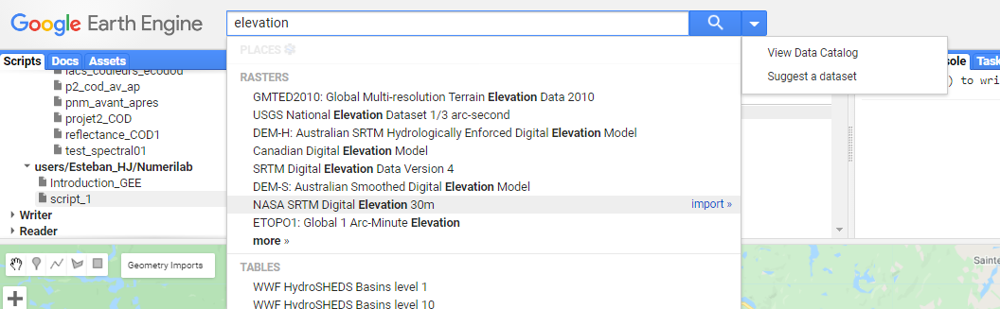 Google Earth Engine
elevation
PLACES
View Data Catalog
Suggest a dataset
Scripts Docs Assets
sole Task
lacs_couleurs_ecodou
p2_cod_av_ap
pnm_avant_apres
projet2_COD
reflectance_COD1
test_spectral01
users/Esteban_HJ/Numerilab
Introduction_GEE
script_1
Writer
Reader
RASTERS
GMTED2010: Global Multi-resolution Terrain Elevation Data 2010
USGS National Elevation Dataset 1/3 arc-second
DEM-H: Australian SRTM Hydrologically Enforced Digital Elevation Model
Canadian Digital Elevation Model
SRTM Digital Elevation Data Version 4
DEM-S: Australian Smoothed Digital Elevation Model
NASA SRTM Digital Elevation 30m import »
ETOPO1: Global 1 Arc-Minute Elevation
more »
TABLES
WWF HydroSHEDS Basins level 1
WWF HydroSHEDS Basins level 10
) to wri
Geometry Imports
Sainte